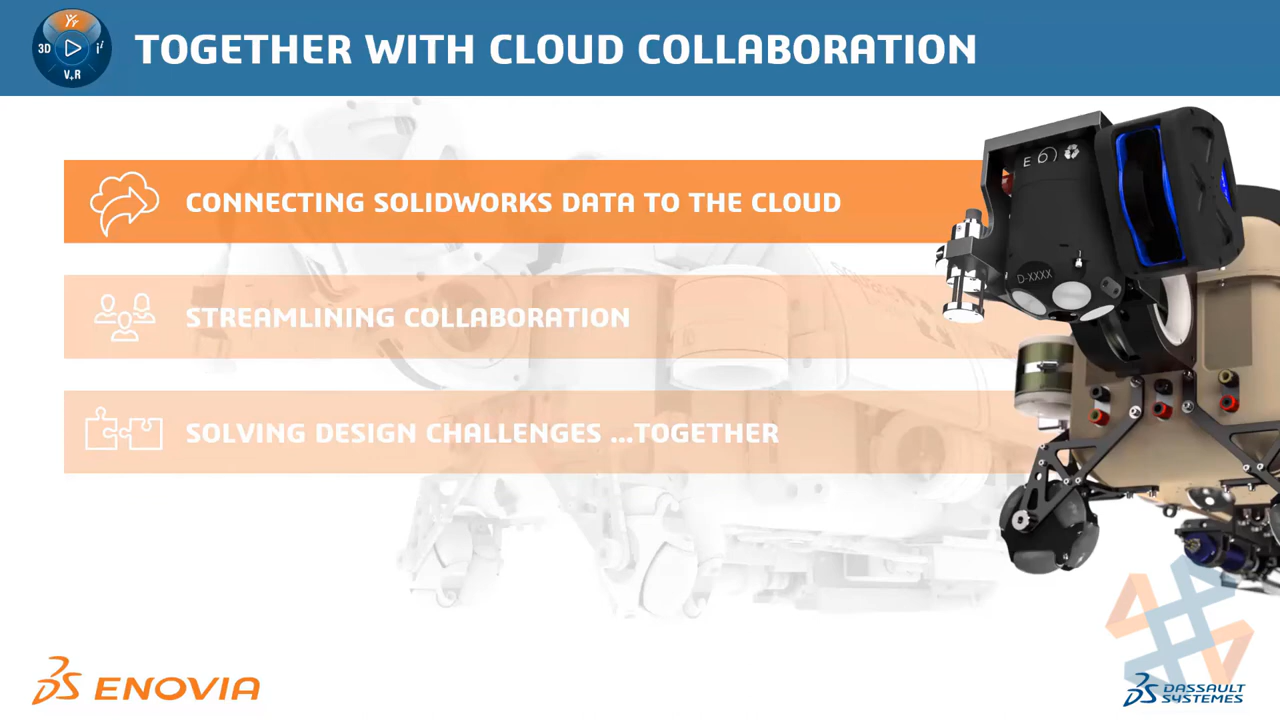 3D
V,R
TOGETHER WITH CLOUD COLLABORATION
CONNECTING SOLIDWORKS DATA TO THE CLOUD
STREAMLINING COLLABORATION
SOLVING DESIGN CHALLENGES ...TOGETHER
D-XXXX
ENOVIA
DASSAULT
SYSTEMES